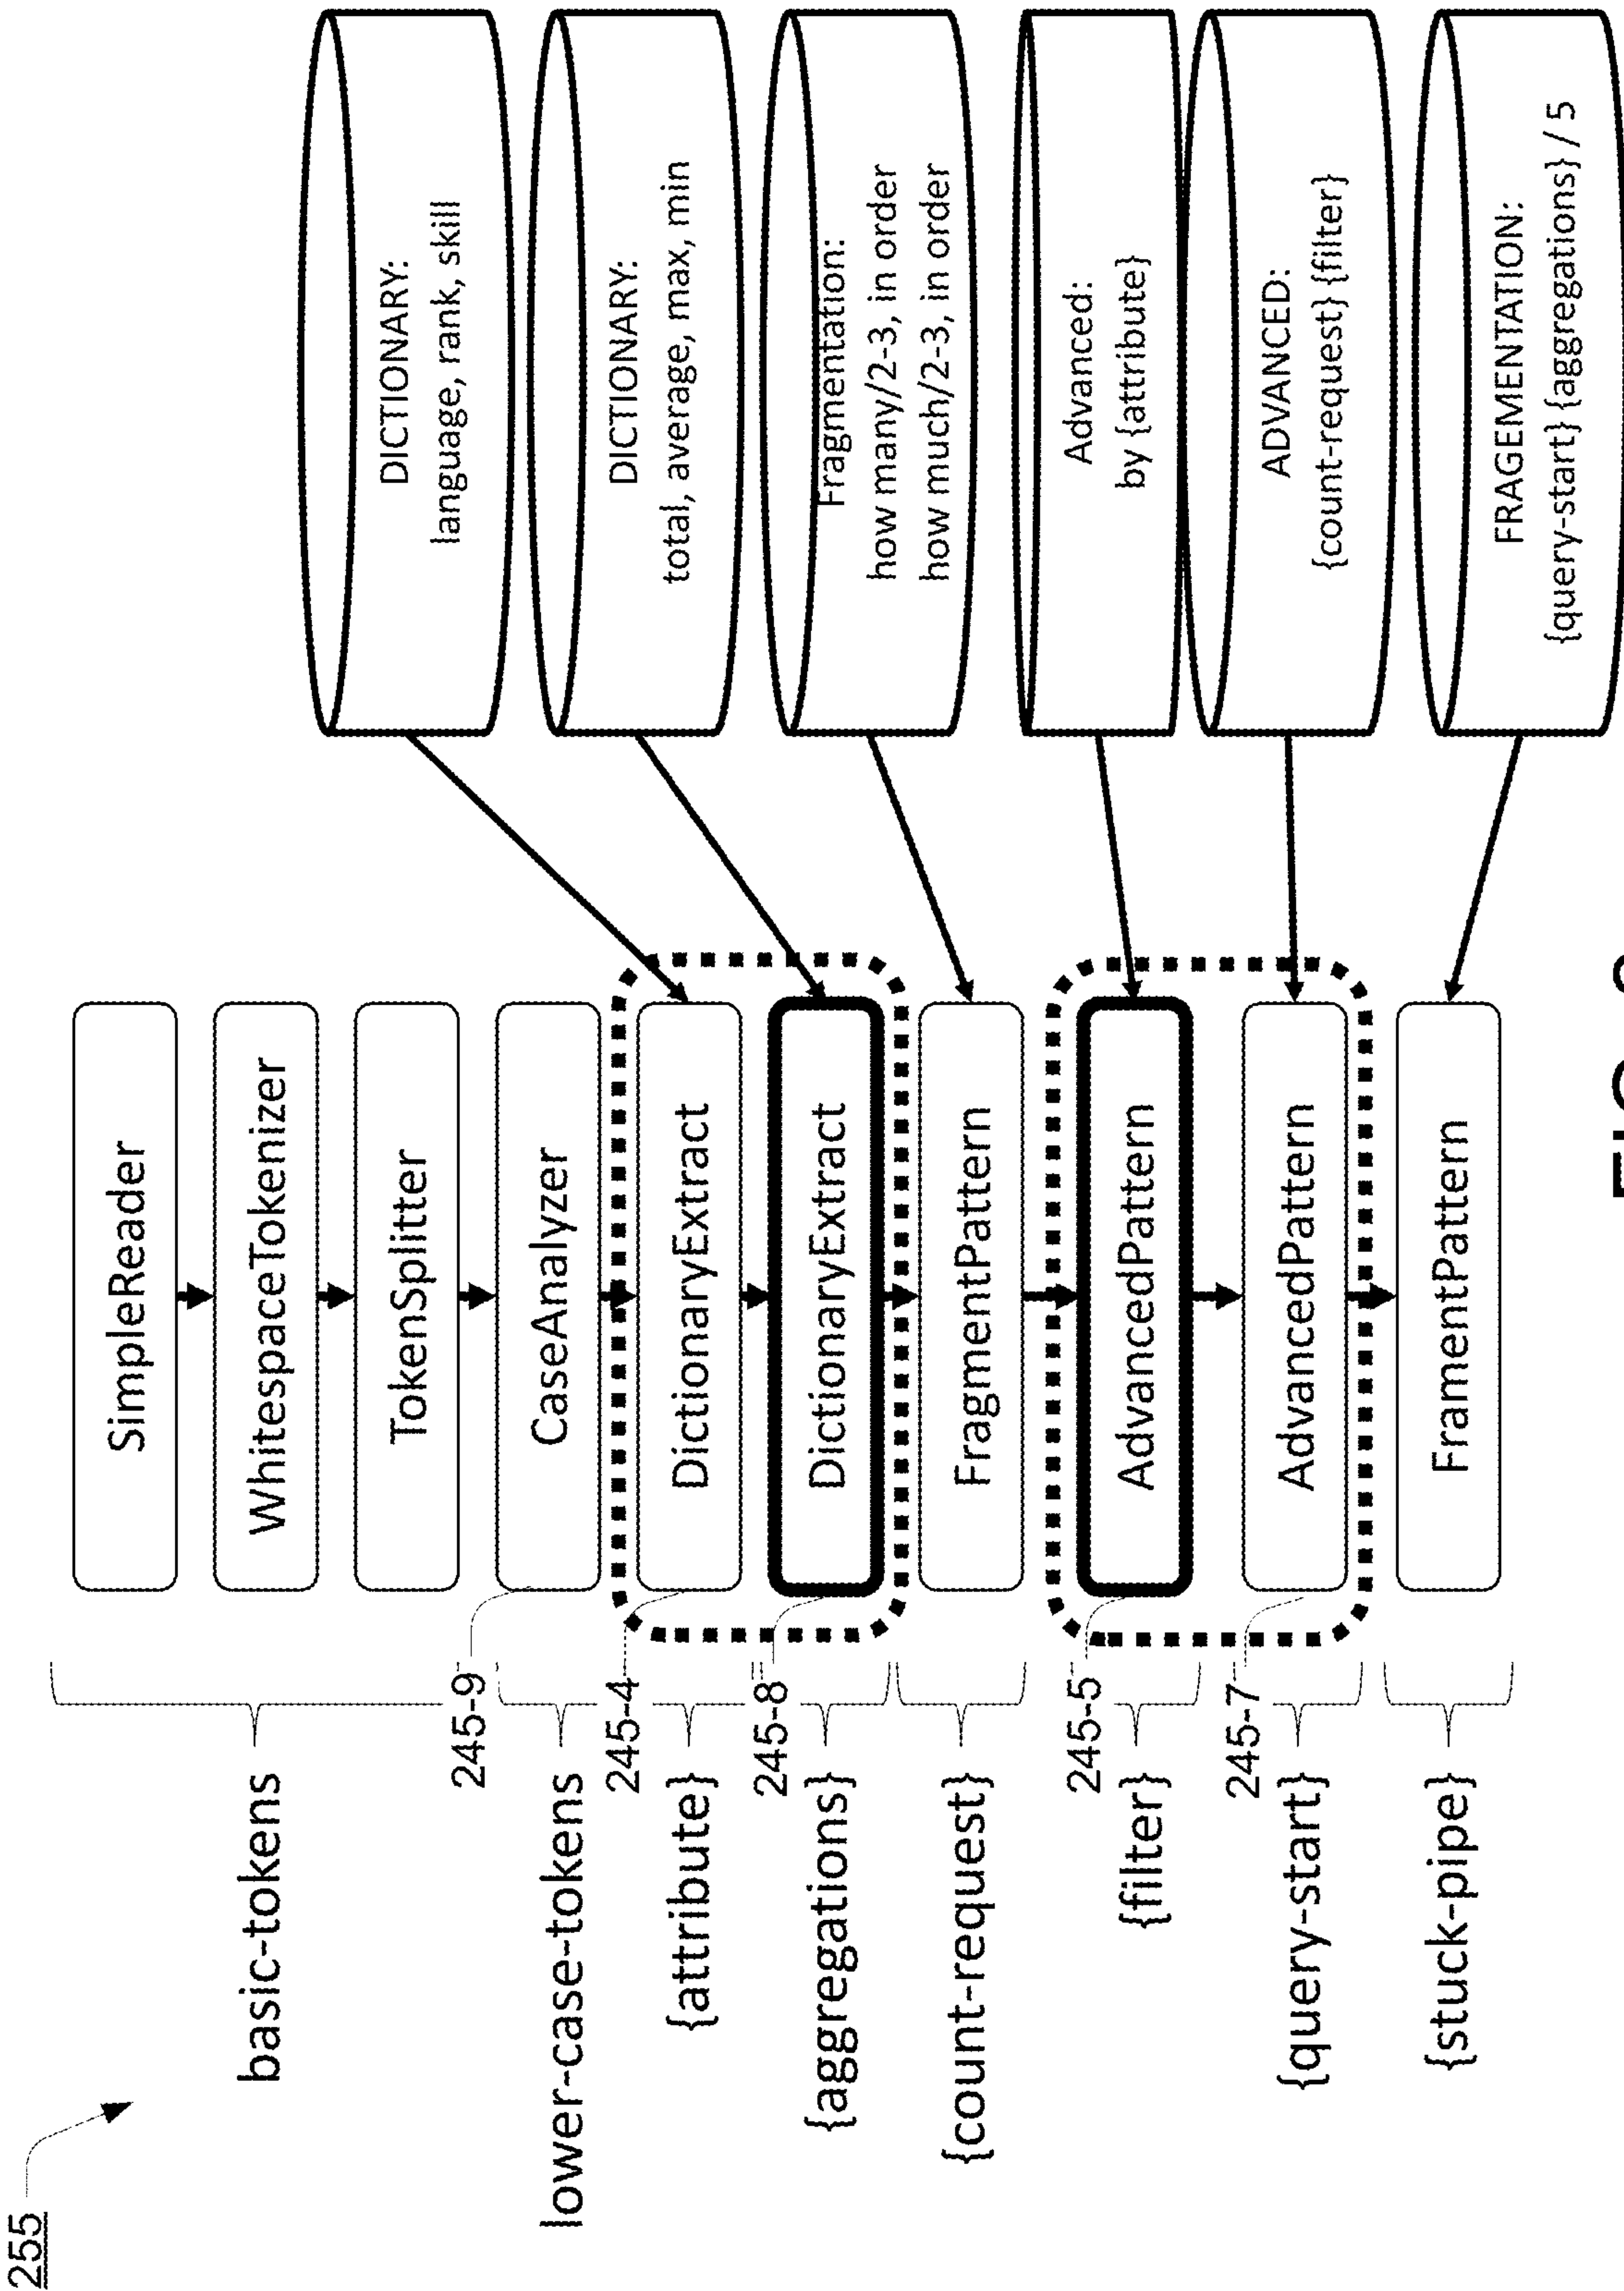 255
basic-tokens
245-9
lower-case-tokens
245-4
{attribute}
245-8
{aggregations}
{count-request}
245-5
{filter}
245-7
{query-start}
{stuck-pipe}
SimpleReader
WhitespaceTokenizer
TokenSplitter
CaseAnalyzer
DictionaryExtract
DictionaryExtract
FragmentPattern
AdvancedPattern
AdvancedPattern
FramentPattern
DICTIONARY:
language, rank, skill
DICTIONARY:
total, average, max, min
Fragmentation:
how many/2-3, in order
how much/2-3, in order
Advanced:
by {attribute}
ADVANCED:
{count-request} {filter}
FRAGEMENTATION:
{query-start} {aggregations} / 5